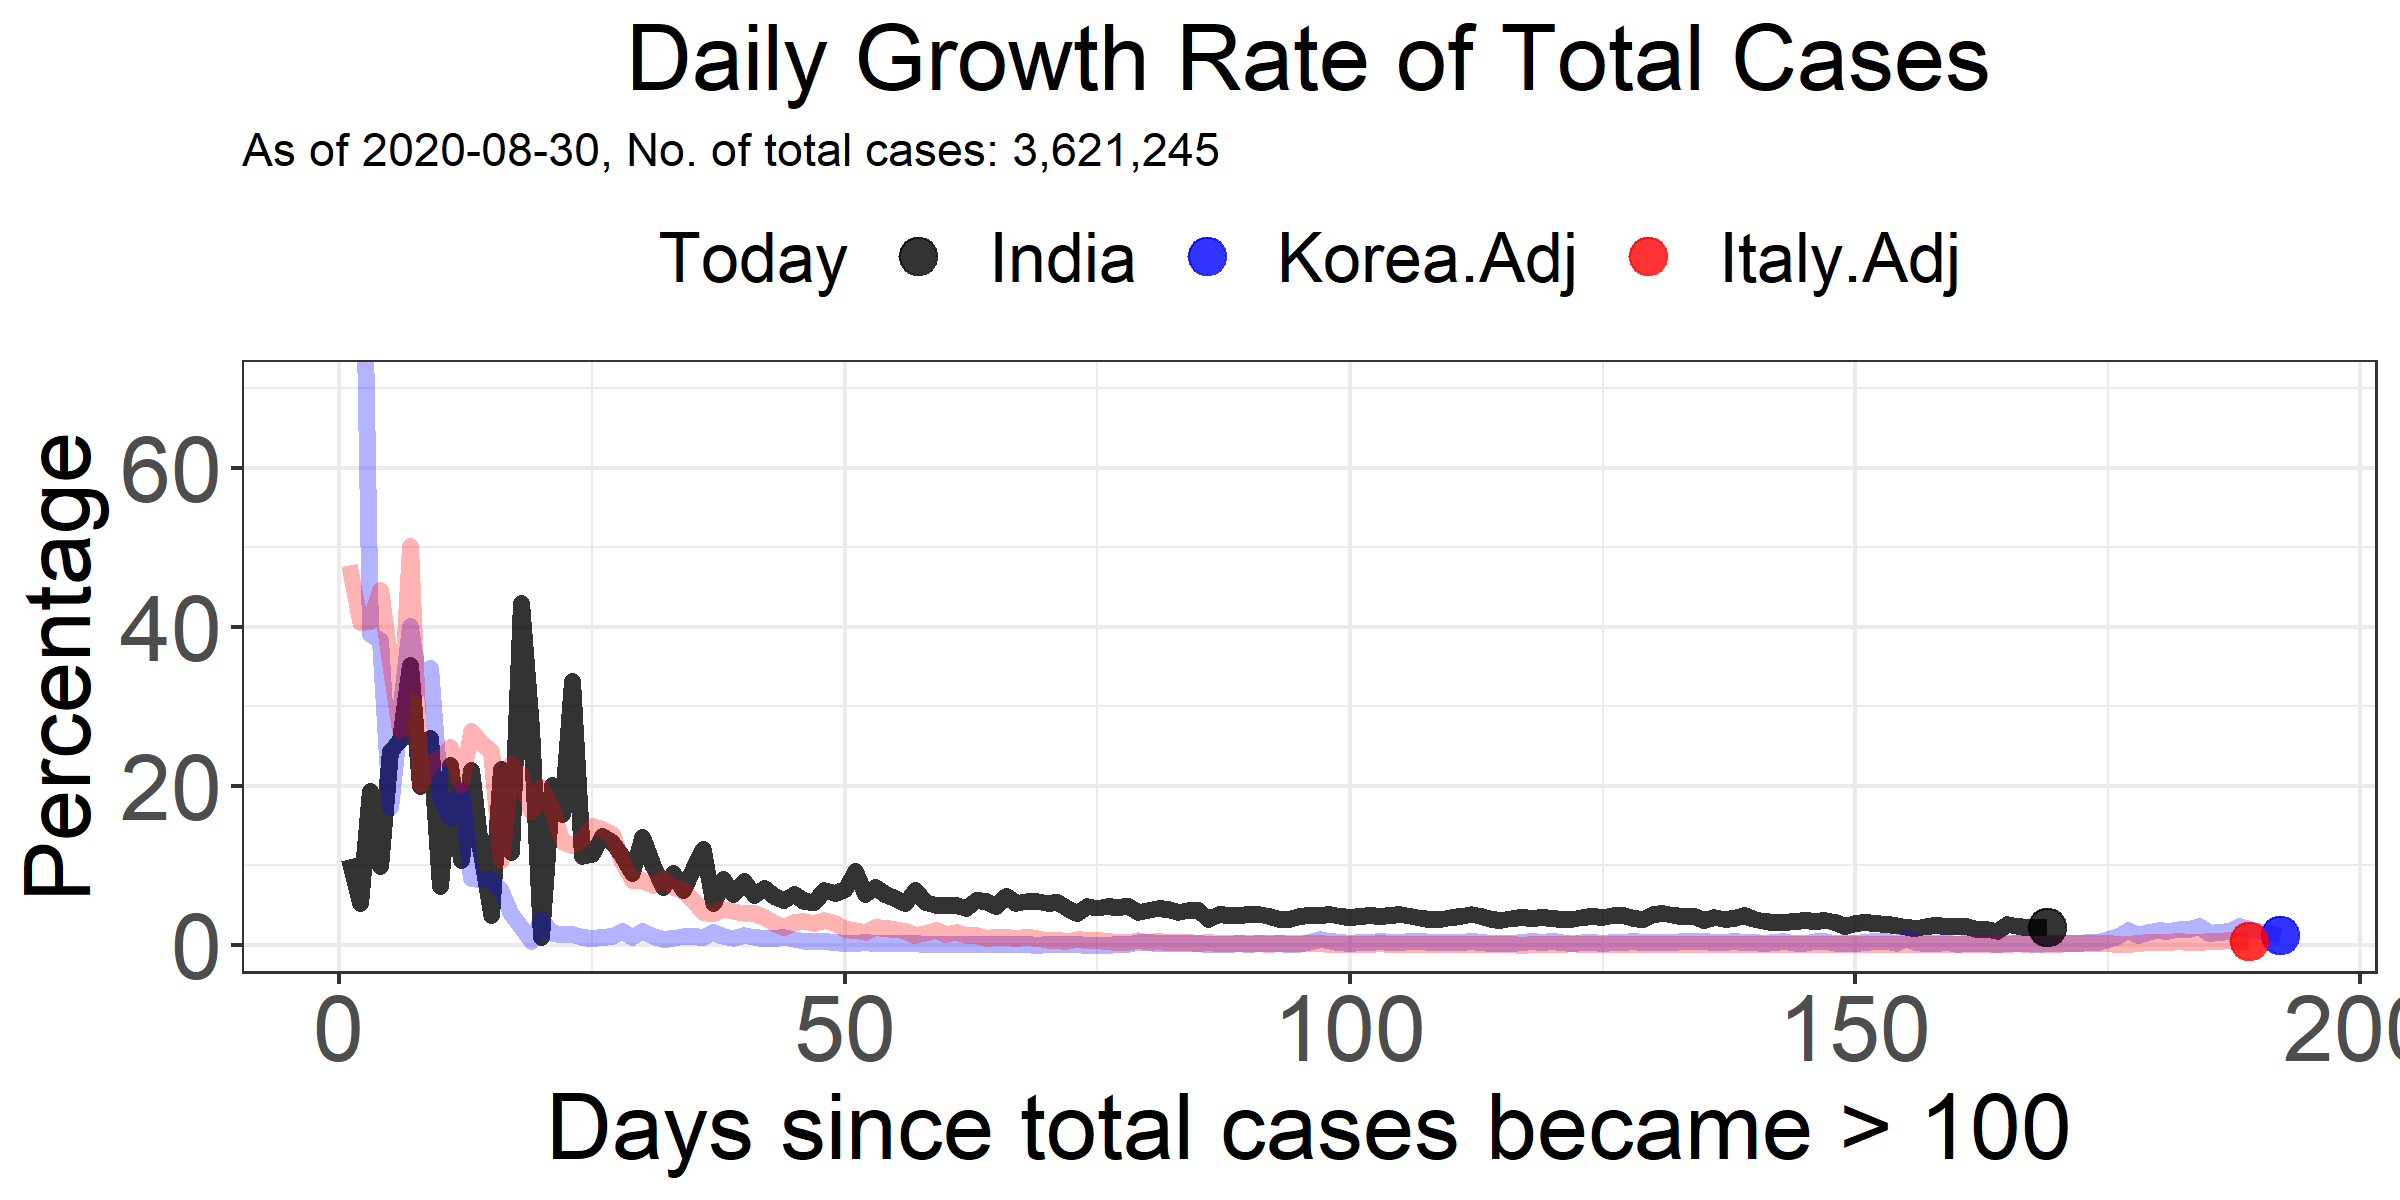 Daily Growth Rate of Total Cases
As of 2020-08-30, No. of total cases: 3,621,245
Today India Korea.Adj Italy.Adj
Percentage
60
40
20
0
0 50 100 150 200
Days since total cases became > 100